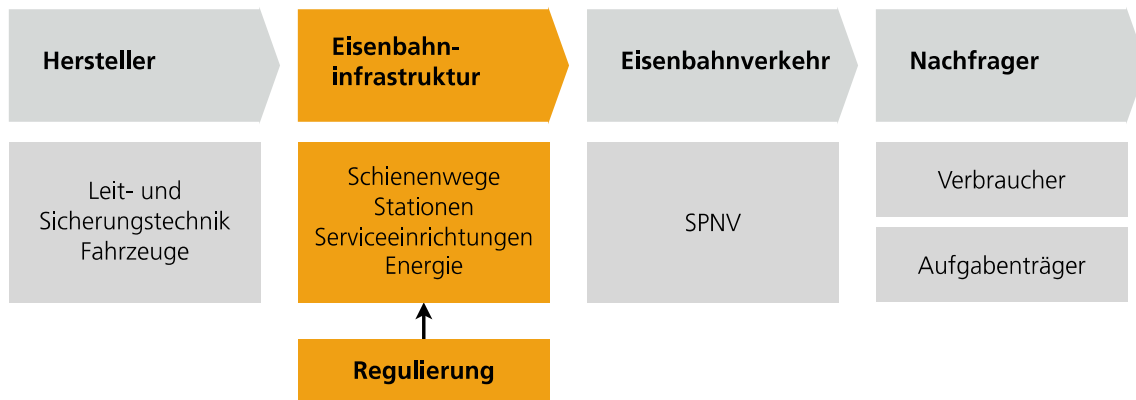 Hersteller
Eisenbahn-
infrastruktur
Eisenbahnverkehr
Nachfrager
Leit- und
Sicherungstechnik
Fahrzeuge
Schienenwege
Stationen
Serviceeinrichtungen
Energie
SPNV
Verbraucher
Aufgabenträger
Regulierung